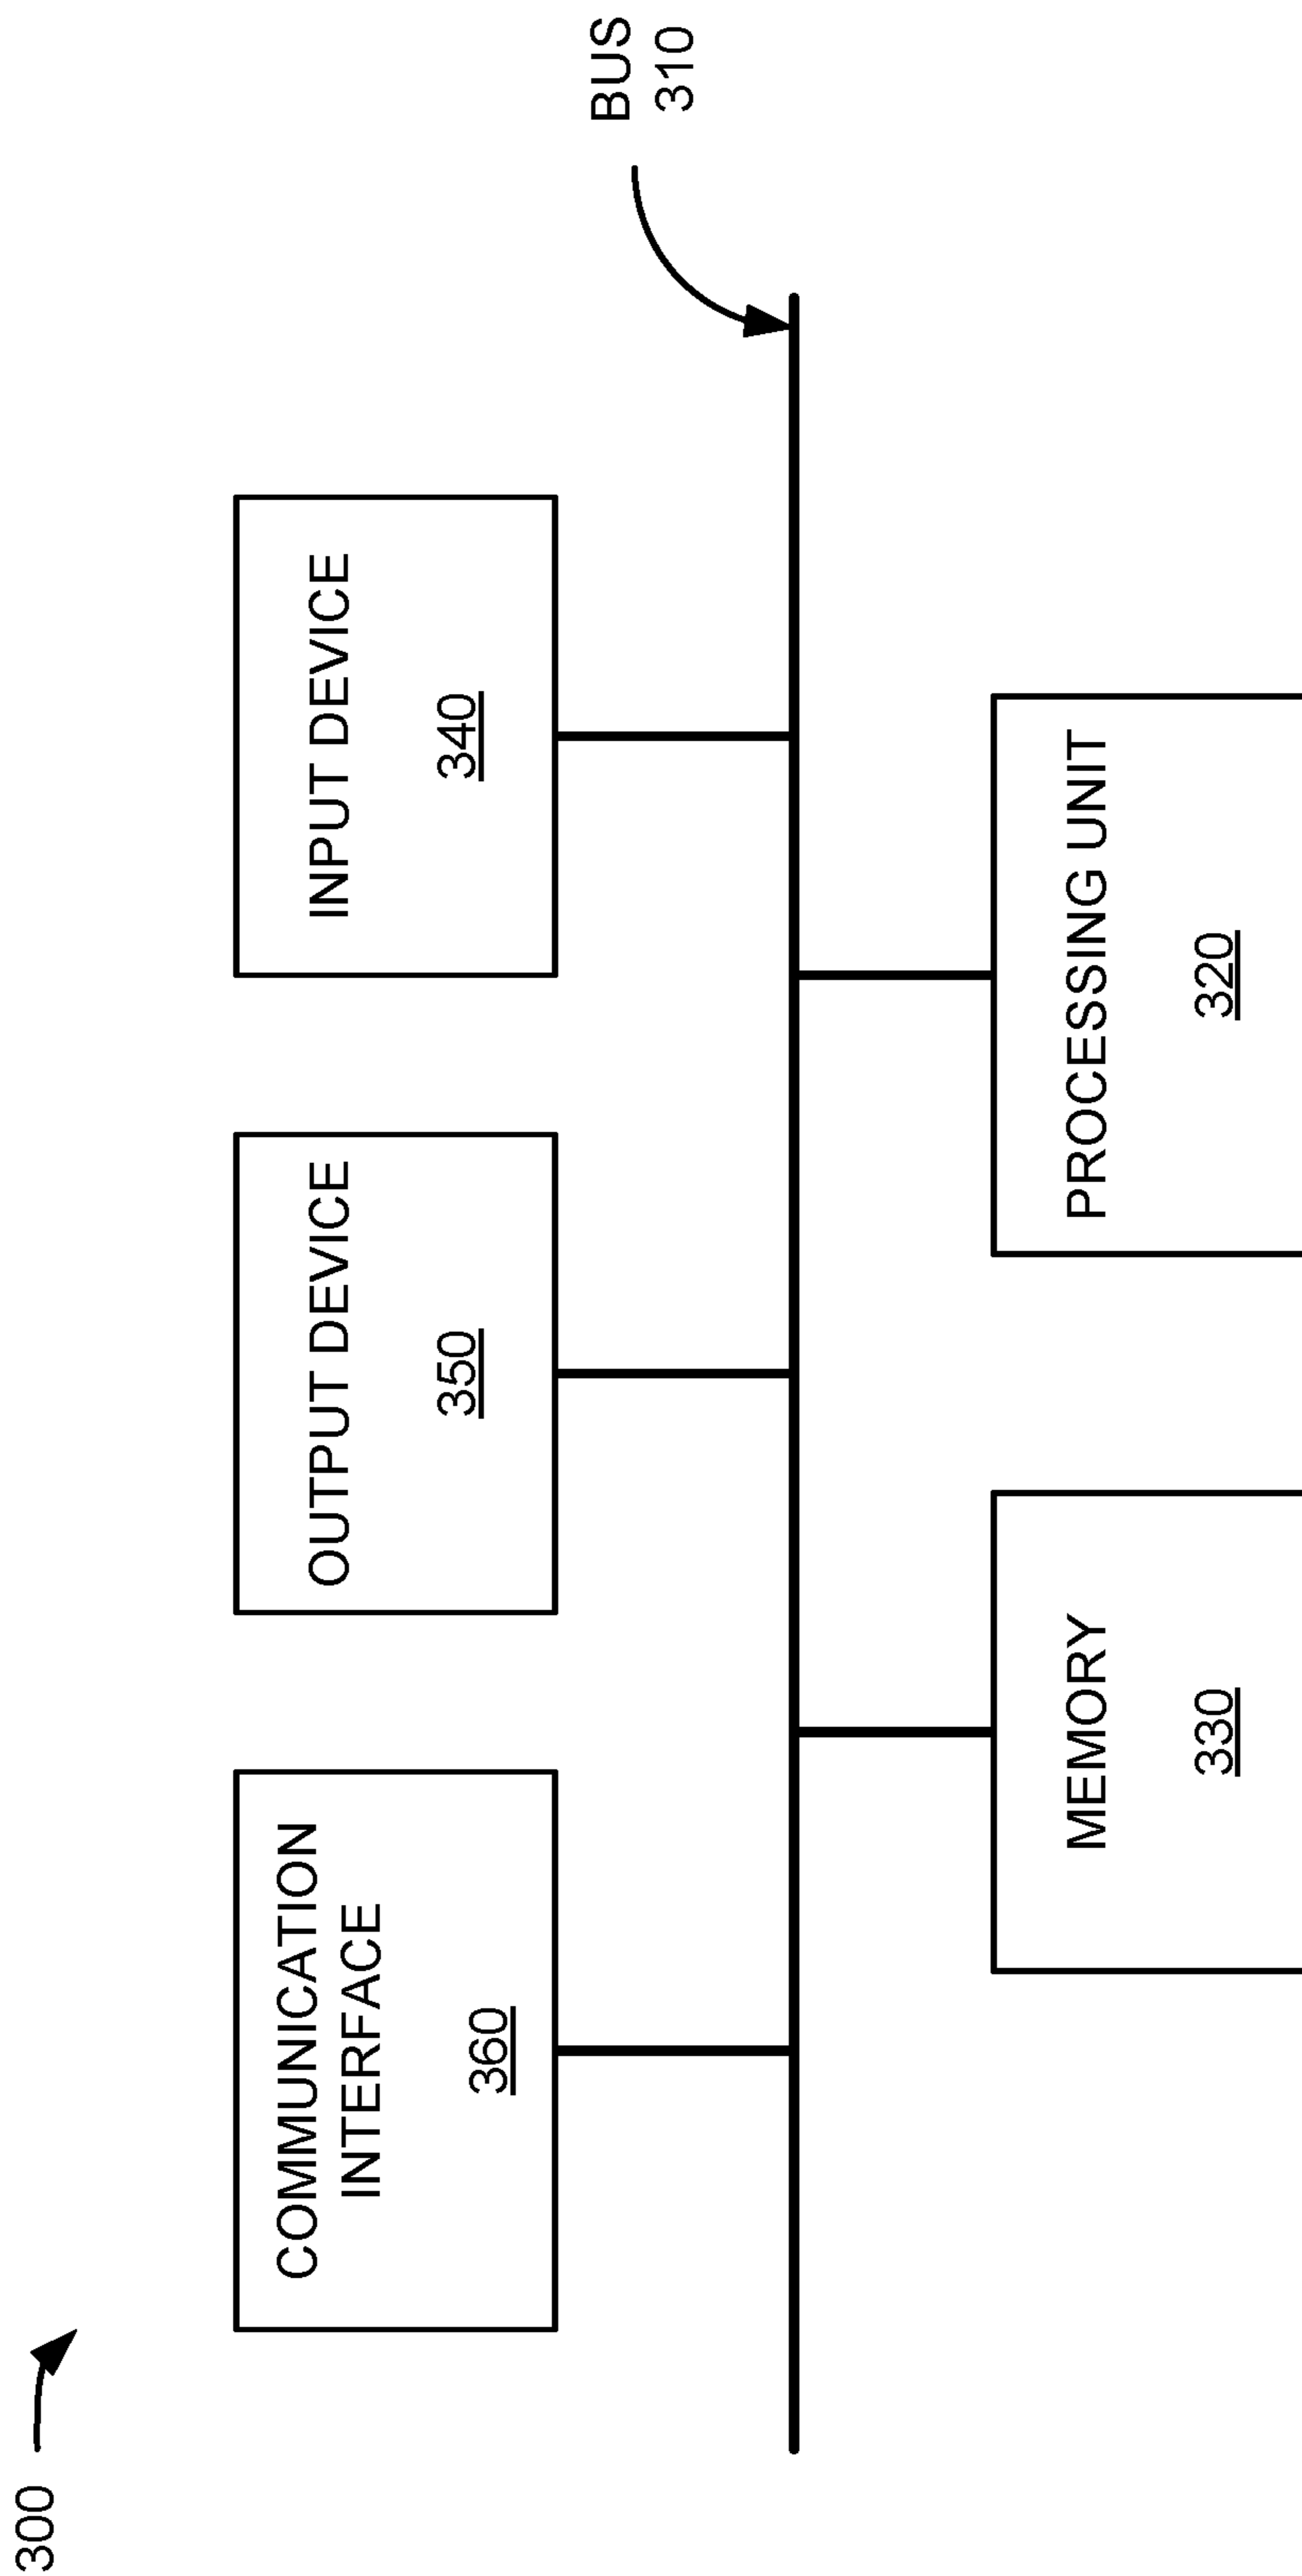 300
COMMUNICATION
INTERFACE
360
OUTPUT DEVICE
350
INPUT DEVICE
340
BUS
310
MEMORY
330
PROCESSING UNIT
320